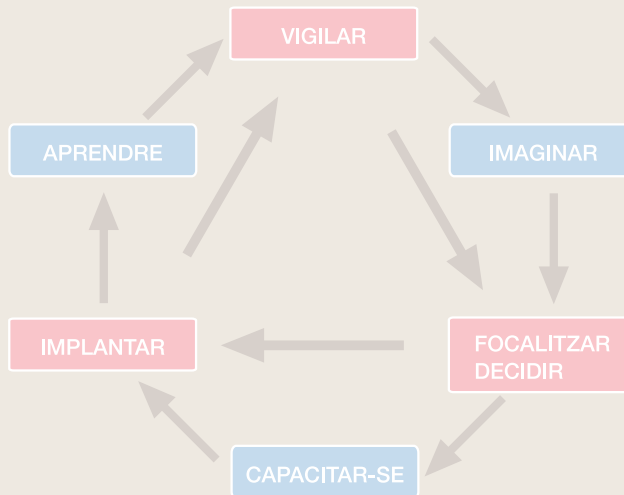 VIGILAR
APRENDRE
IMAGINAR
IMPLANTAR
FOCALITZAR
DECIDIR
CAPACITAR-SE